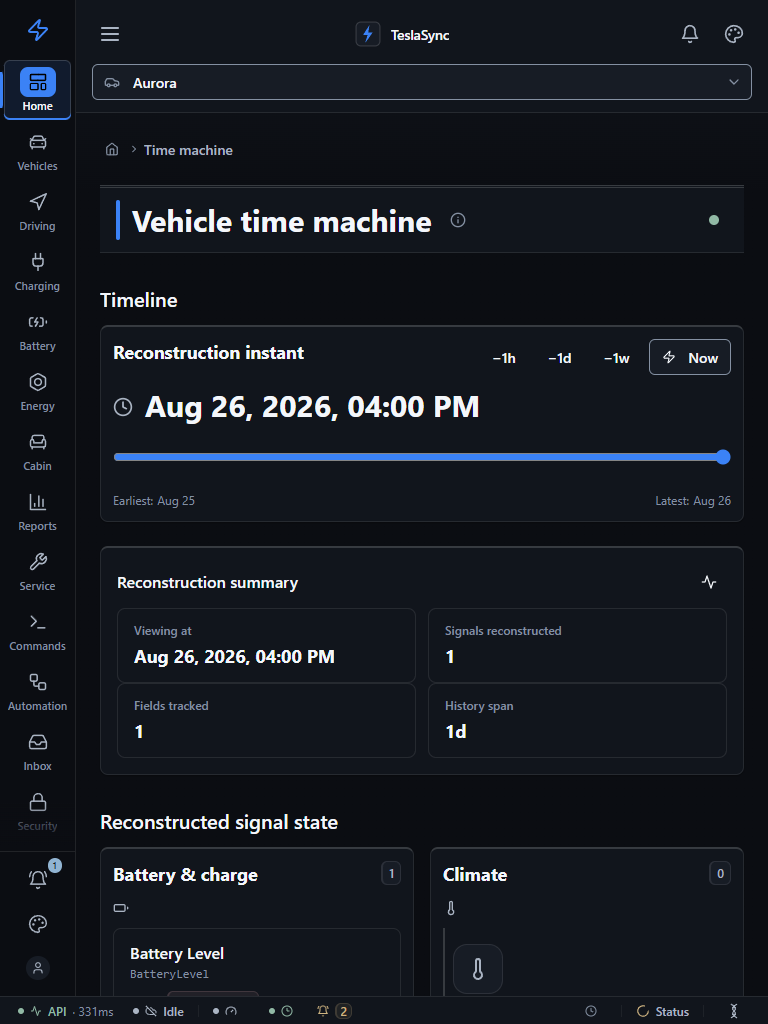 TeslaSync
Aurora
Home
Vehicles
Driving
Charging
Battery
Energy
Cabin
Reports
Service
Commands
Automation
Inbox
Security
1
Time machine
Vehicle time machine
Timeline
Reconstruction instant
−1h −1d −1w Now
Aug 26, 2026, 04:00 PM
Earliest: Aug 25 Latest: Aug 26
Reconstruction summary
Viewing at
Aug 26, 2026, 04:00 PM
Signals reconstructed
1
Fields tracked
1
History span
1d
Reconstructed signal state
Battery & charge 1
Battery Level
BatteryLevel
Climate 0
API · 331ms Idle 2 Status